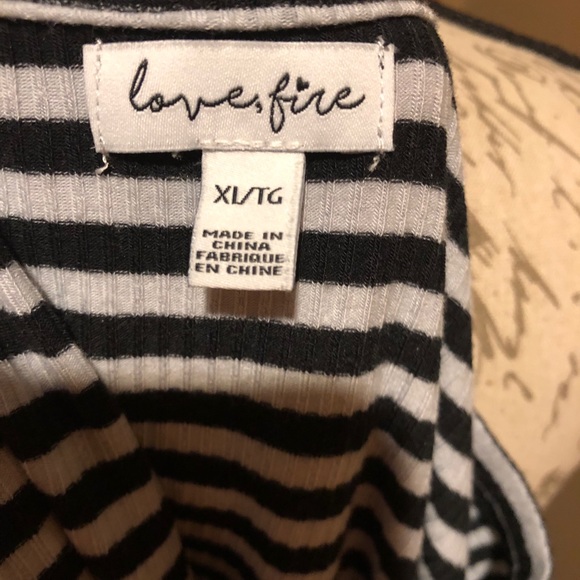 love, fire
XL/TG
MADE IN
CHINA
FABRIQUE
EN CHINE